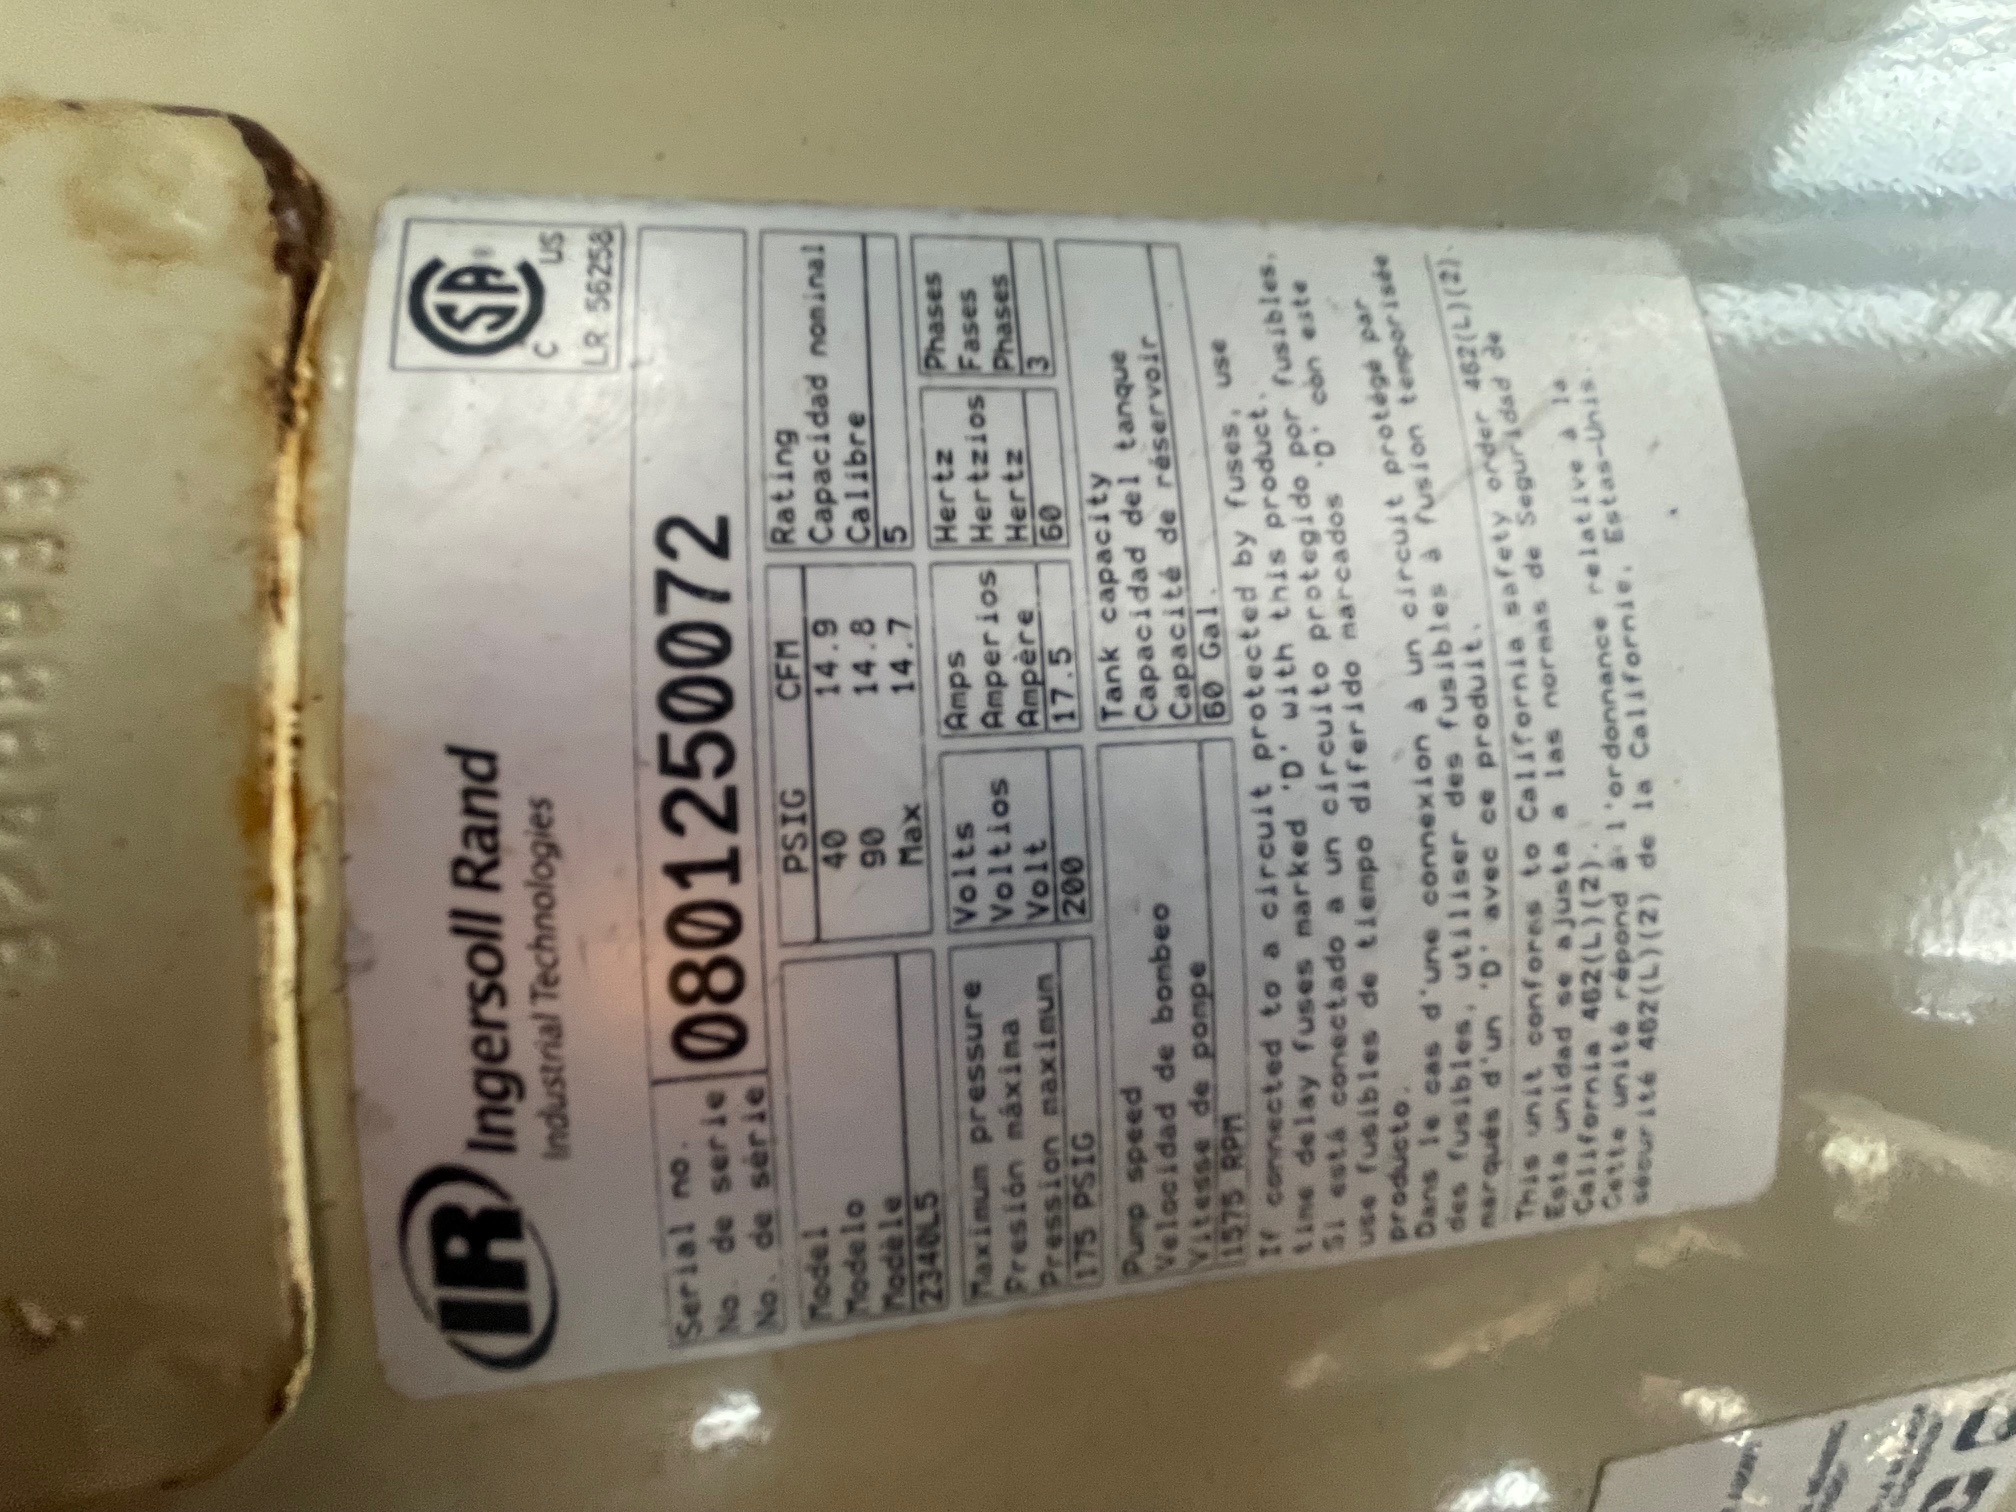 IR Ingersoll Rand
Industrial Technologies
CSA®
C US
LR 56258
Serial no.
No. de serie
No. de série
0801250072
Model
Modelo
Modèle
2340L5
PSIG CFM
40 14.9
90 14.8
Max 14.7
Rating
Capacidad nominal
Calibre
5
Maximum pressure
Presión máxima
Pression maximum
175 PSIG
Volts
Voltios
Volt
200
Amps
Amperios
Ampère
17.5
Hertz
Hertzios
Hertz
60
Phases
Fases
Phases
3
Pump speed
Velocidad de bombeo
Vitesse de pompe
1575 RPM
Tank capacity
Capacidad del tanque
Capacité de réservoir
60 Gal.
If connected to a circuit protected by fuses, use
time delay fuses marked 'D' with this product.
Si está conectado a un circuito protegido por fusibles,
use fusibles de tiempo diferido marcados 'D' con este
producto.
Dans le cas d'une connexion à un circuit protégé par
des fusibles, utiliser des fusibles à fusion temporisée
marqués d'un 'D' avec ce produit.
This unit conforms to California safety order 462(L)(2)
Esta unidad se ajusta a las normas de Seguridad de
California 462(L)(2).
Cette unité répond à l'ordonnance relative à la
sécurité 462(L)(2) de la Californie, Estas-Unis.